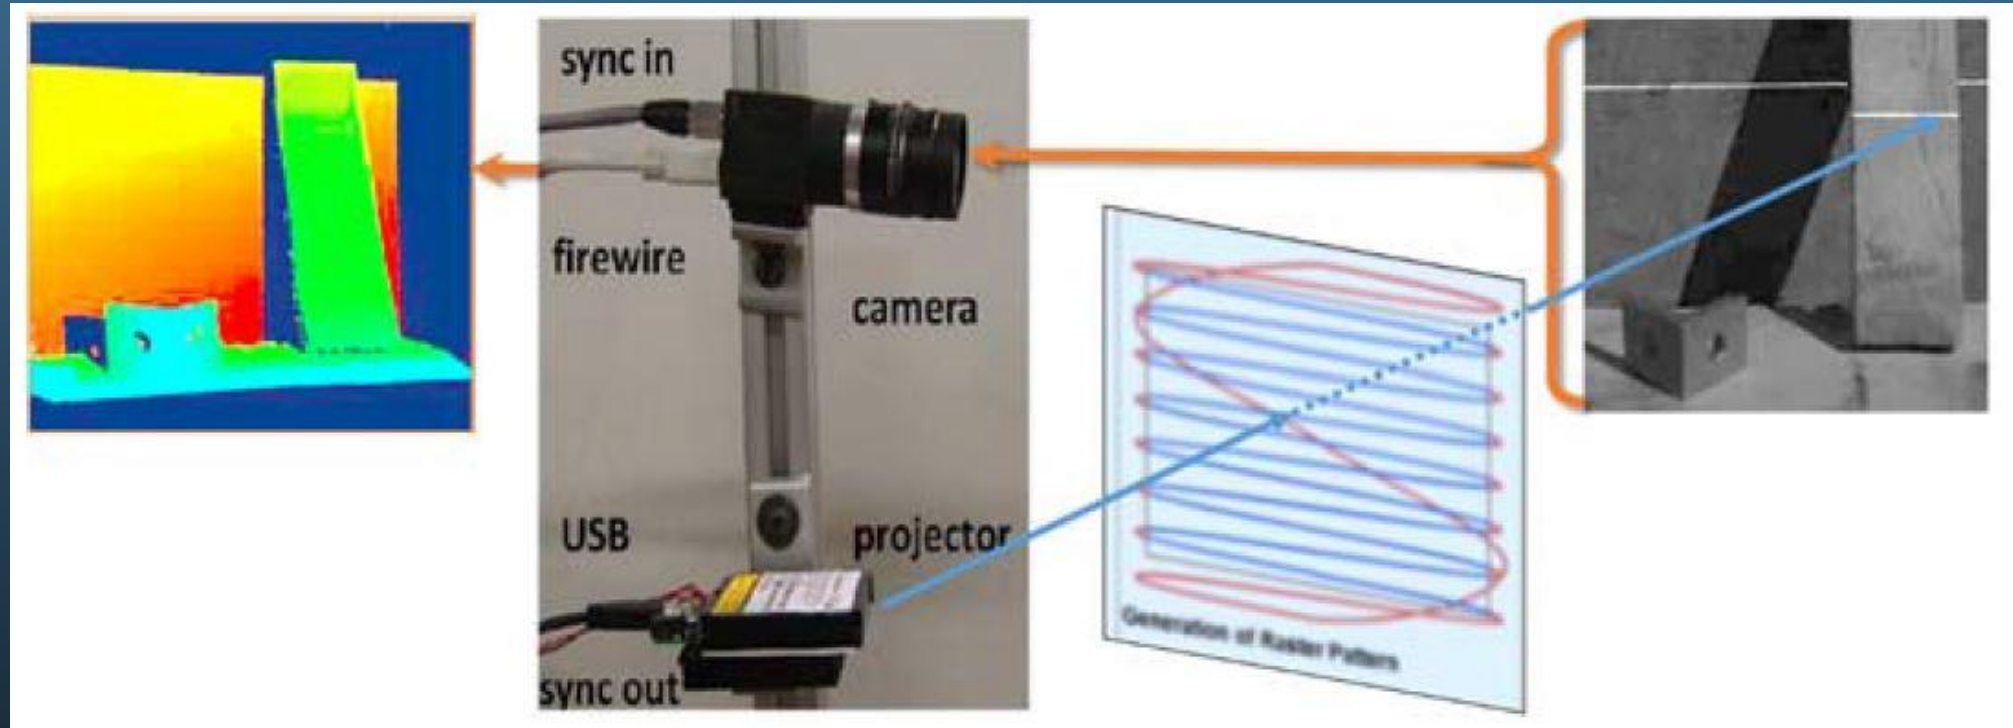 sync in
firewire
camera
USB
projector
sync out
Generation of Raster Pattern